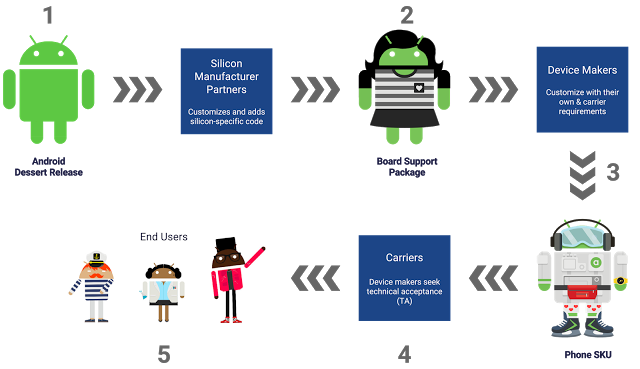 1
2
Android
Dessert Release
Silicon
Manufacturer
Partners
Customizes and adds
silicon-specific code
Board Support
Package
Device Makers
Customize with their
own & carrier
requirements
3
Phone SKU
Carriers
Device makers seek
technical acceptance
(TA)
4
End Users
5